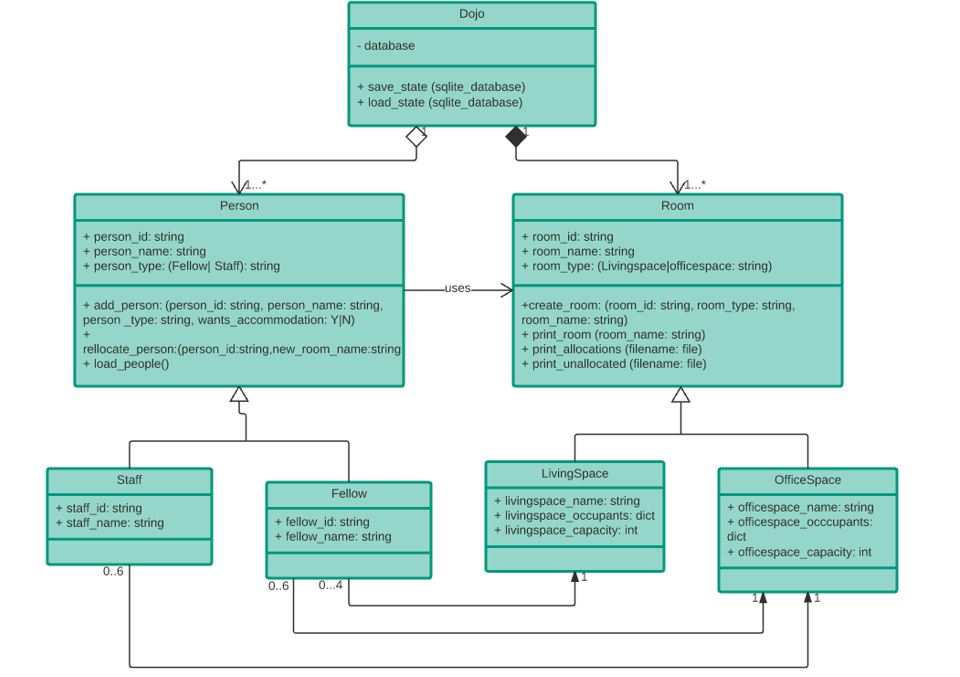 Dojo
- database
+ save_state (sqlite_database)
+ load_state (sqlite_database)
1
1
1...*
1...*
Person
+ person_id: string
+ person_name: string
+ person_type: (Fellow| Staff): string
+ add_person: (person_id: string, person_name: string,
person _type: string, wants_accommodation: Y|N)
+
rellocate_person:(person_id:string,new_room_name:string
+ load_people()
uses
Room
+ room_id: string
+ room_name: string
+ room_type: (Livingspace|officespace: string)
+create_room: (room_id: string, room_type: string,
room_name: string)
+ print_room (room_name: string)
+ print_allocations (filename: file)
+ print_unallocated (filename: file)
Staff
+ staff_id: string
+ staff_name: string
0..6
Fellow
+ fellow_id: string
+ fellow_name: string
0..6
0...4
LivingSpace
+ livingspace_name: string
+ livingspace_occupants: dict
+ livingspace_capacity: int
1
OfficeSpace
+ officespace_name: string
+ officespace_occcupants:
dict
+ officespace_capacity: int
1
1